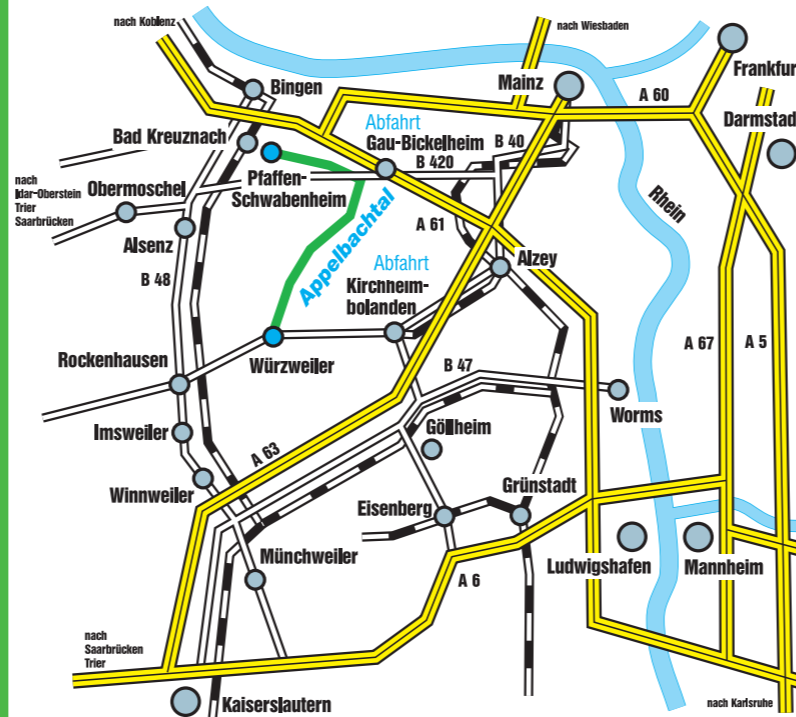 nach Koblenz
nach Wiesbaden
Frankfur
Mainz
Bingen
A 60
Darmstad
Abfahrt
Gau-Bickelheim
B 40
Bad Kreuznach
B 420
nach
Idar-Oberstein
Trier
Saarbrücken
Pfaffen-
Schwabenheim
Obermoschel
Rhein
Appelbachtal
A 61
Alsenz
Abfahrt
Kirchheim-
bolanden
Alzey
B 48
A 67
A 5
Rockenhausen
Würzweiler
B 47
Worms
Imsweiler
Göllheim
A 63
Winnweiler
Eisenberg
Grünstadt
Münchweiler
Ludwigshafen
Mannheim
A 6
nach
Saarbrücken
Trier
Kaiserslautern
nach Karlsruhe